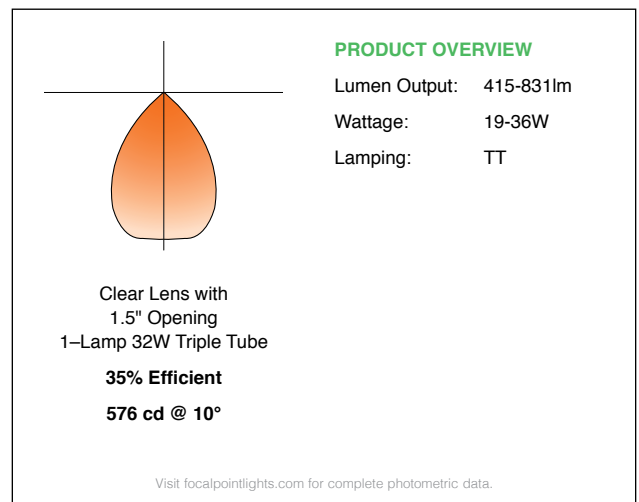 PRODUCT OVERVIEW
Lumen Output: 415-831lm
Wattage: 19-36W
Lamping: TT
Clear Lens with
1.5" Opening
1–Lamp 32W Triple Tube
35% Efficient
576 cd @ 10°
Visit focalpointlights.com for complete photometric data.